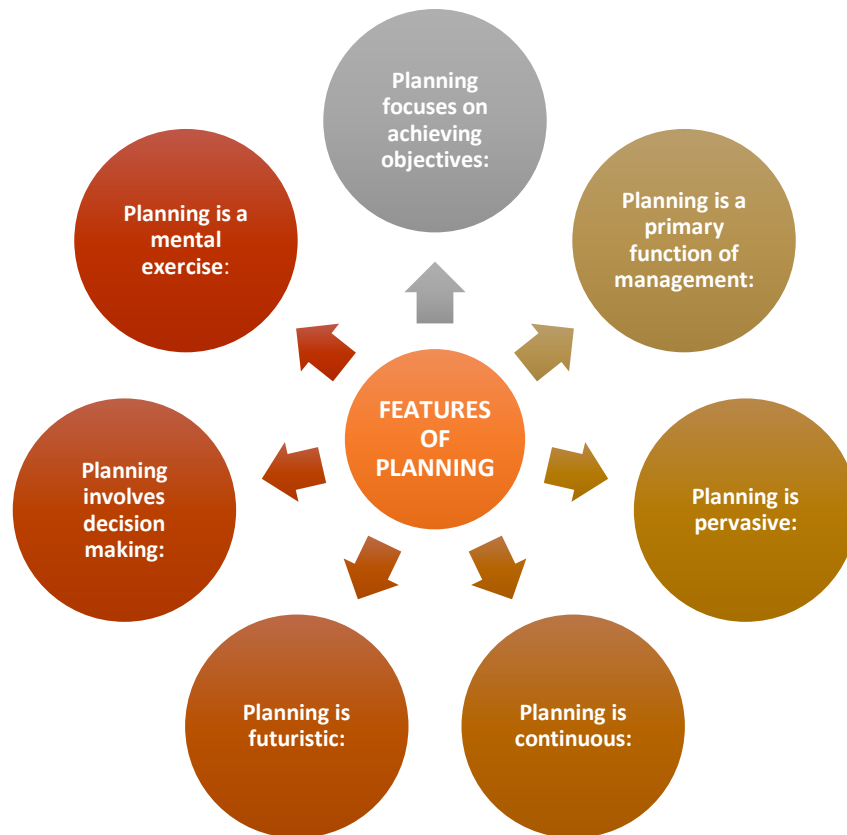 Planning
focuses on
achieving
objectives:
Planning is a
primary
function of
management:
Planning is
pervasive:
Planning is
continuous:
Planning is
futuristic:
Planning
involves
decision
making:
Planning is a
mental
exercise:
FEATURES
OF
PLANNING